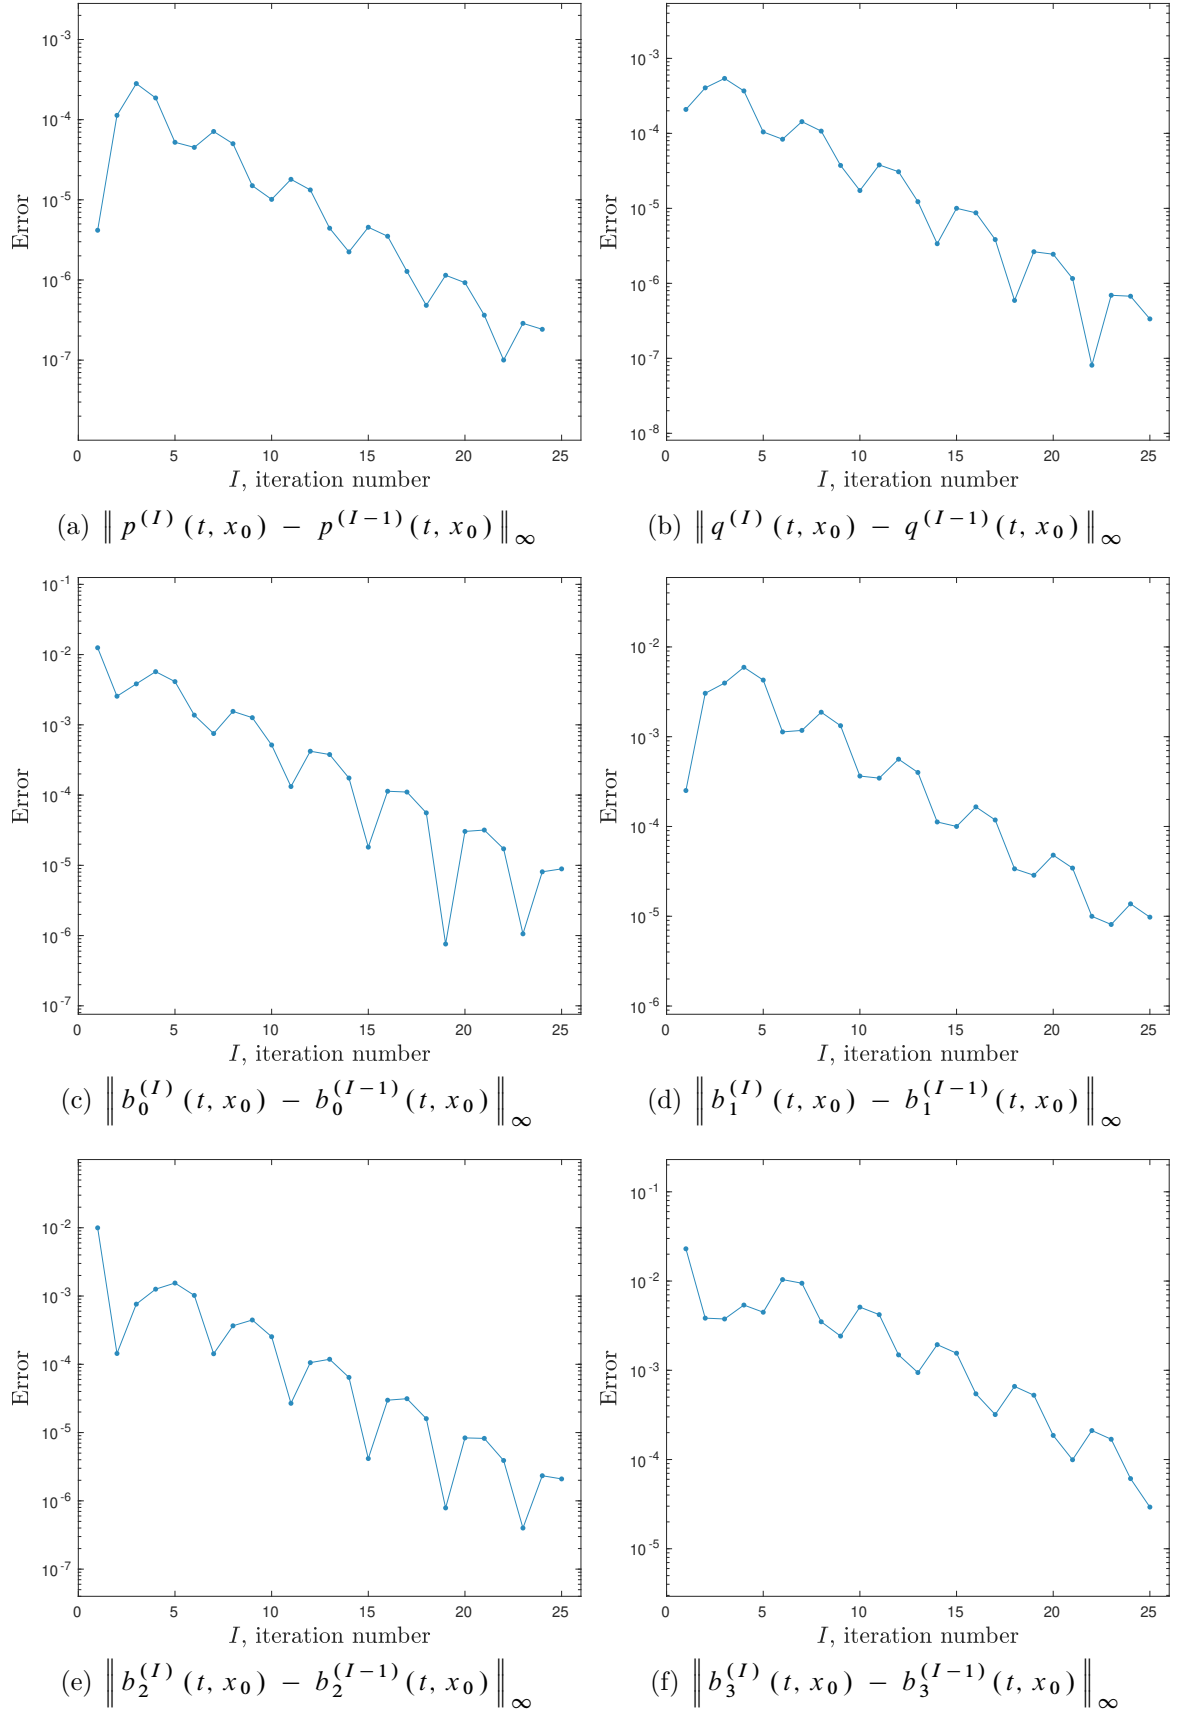 10^-3
10^-4
10^-5
10^-6
10^-7
Error
0 5 10 15 20 25
I, iteration number
(a) ‖ p^(I) (t, x_0) − p^(I−1) (t, x_0) ‖_∞
10^-3
10^-4
10^-5
10^-6
10^-7
10^-8
Error
0 5 10 15 20 25
I, iteration number
(b) ‖ q^(I) (t, x_0) − q^(I−1) (t, x_0) ‖_∞
10^-1
10^-2
10^-3
10^-4
10^-5
10^-6
10^-7
Error
0 5 10 15 20 25
I, iteration number
(c) ‖ b_0^(I) (t, x_0) − b_0^(I−1) (t, x_0) ‖_∞
10^-2
10^-3
10^-4
10^-5
10^-6
Error
0 5 10 15 20 25
I, iteration number
(d) ‖ b_1^(I) (t, x_0) − b_1^(I−1) (t, x_0) ‖_∞
10^-2
10^-3
10^-4
10^-5
10^-6
10^-7
Error
0 5 10 15 20 25
I, iteration number
(e) ‖ b_2^(I) (t, x_0) − b_2^(I−1) (t, x_0) ‖_∞
10^-1
10^-2
10^-3
10^-4
10^-5
Error
0 5 10 15 20 25
I, iteration number
(f) ‖ b_3^(I) (t, x_0) − b_3^(I−1) (t, x_0) ‖_∞